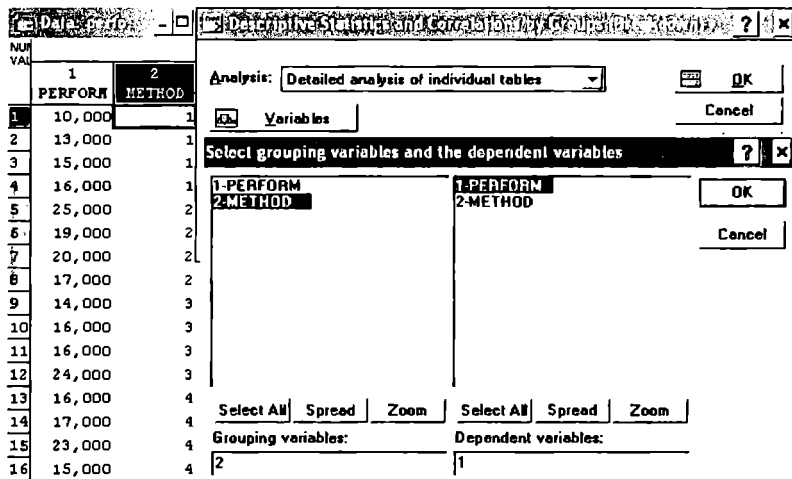 Descriptive Statistics and Correlations by Groups
NUM
VAL
1 2
PERFORM METHOD
1 10,000 1
2 13,000 1
3 15,000 1
4 16,000 1
5 25,000 2
6 19,000 2
7 20,000 2
8 17,000 2
9 14,000 3
10 16,000 3
11 16,000 3
12 24,000 3
13 16,000 4
14 17,000 4
15 23,000 4
16 15,000 4
Analysis: Detailed analysis of individual tables
OK
Cancel
Variables
Select grouping variables and the dependent variables
1-PERFORM
2-METHOD
1-PERFORM
2-METHOD
OK
Cancel
Select All Spread Zoom
Select All Spread Zoom
Grouping variables:
2
Dependent variables:
1